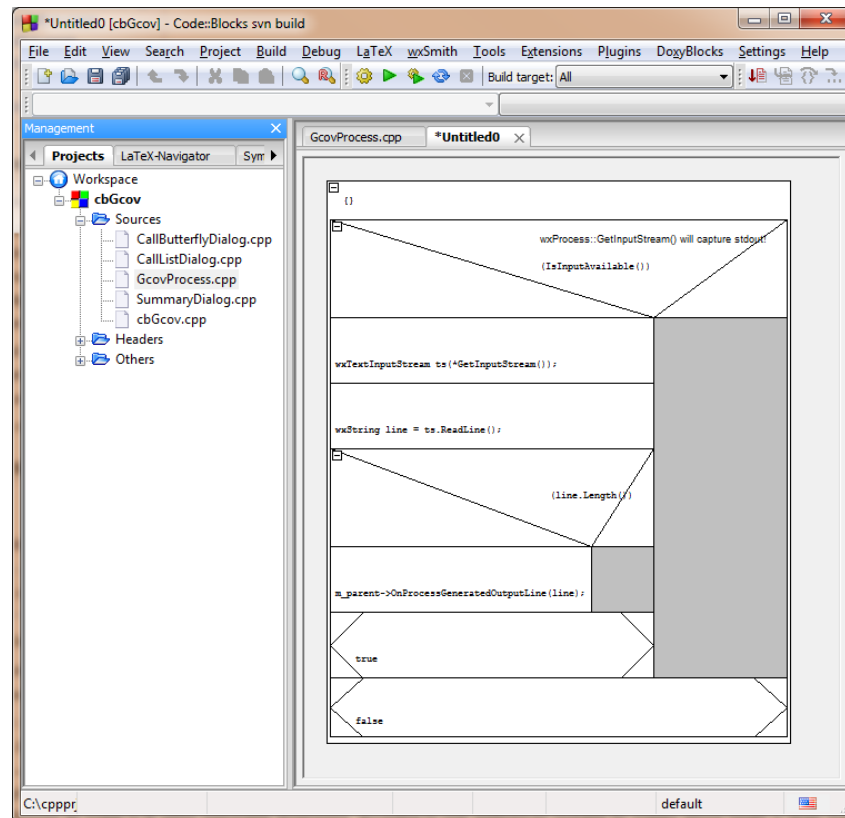 *Untitled0 [cbGcov] - Code::Blocks svn build
File Edit View Search Project Build Debug LaTeX wxSmith Tools Extensions Plugins DoxyBlocks Settings Help
Build target: All
Management
GcovProcess.cpp *Untitled0
Projects LaTeX-Navigator Sym
Workspace
cbGcov
Sources
CallButterflyDialog.cpp
CallListDialog.cpp
GcovProcess.cpp
SummaryDialog.cpp
cbGcov.cpp
Headers
Others
{}
wxProcess::GetInputStream() will capture stdout!
(IsInputAvailable())
wxTextInputStream ts(*GetInputStream());
wxString line = ts.ReadLine();
(line.Length())
m_parent->OnProcessGeneratedOutputLine(line);
true
false
C:\cpppr
default